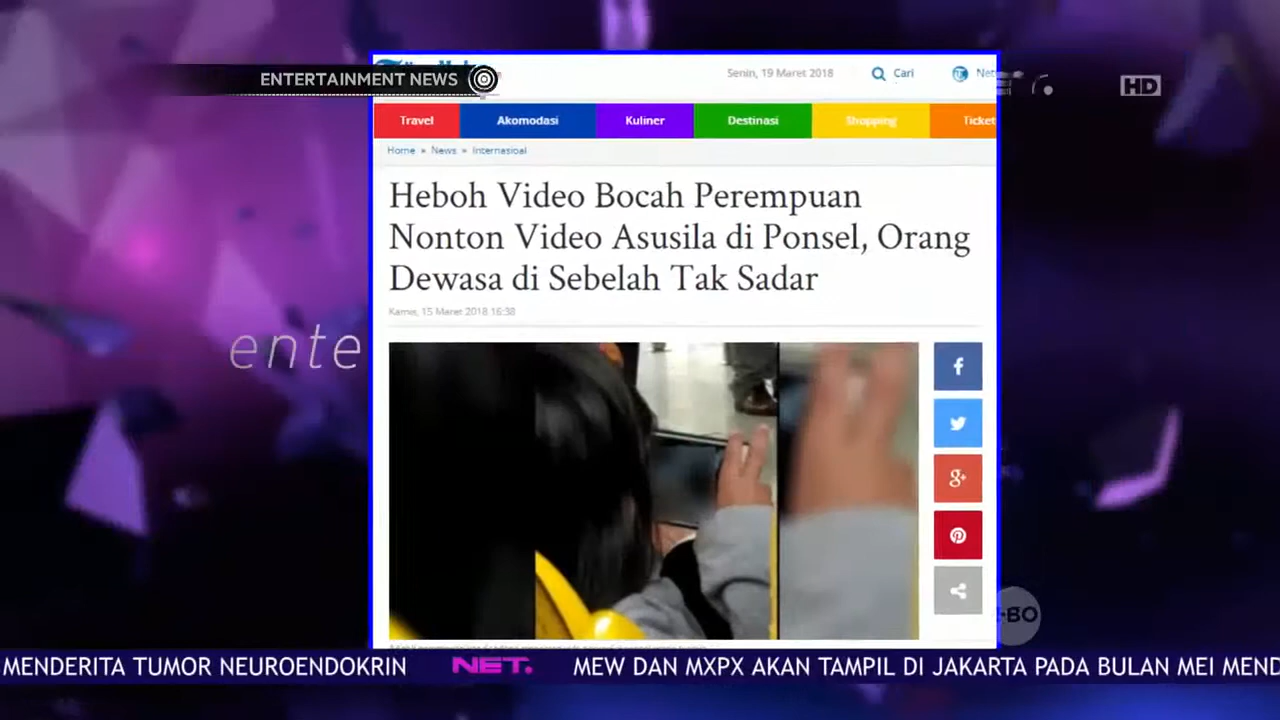 ENTERTAINMENT NEWS
HD
Senin, 19 Maret 2018
Cari
Travel
Akomodasi
Kuliner
Destinasi
Shopping
Ticket
Home » News » Internasioal
Heboh Video Bocah Perempuan
Nonton Video Asusila di Ponsel, Orang
Dewasa di Sebelah Tak Sadar
Kamis, 15 Maret 2018 16:38
ente
f
g+
MENDERITA TUMOR NEUROENDOKRIN
NET.
MEW DAN MXPX AKAN TAMPIL DI JAKARTA PADA BULAN MEI MEND